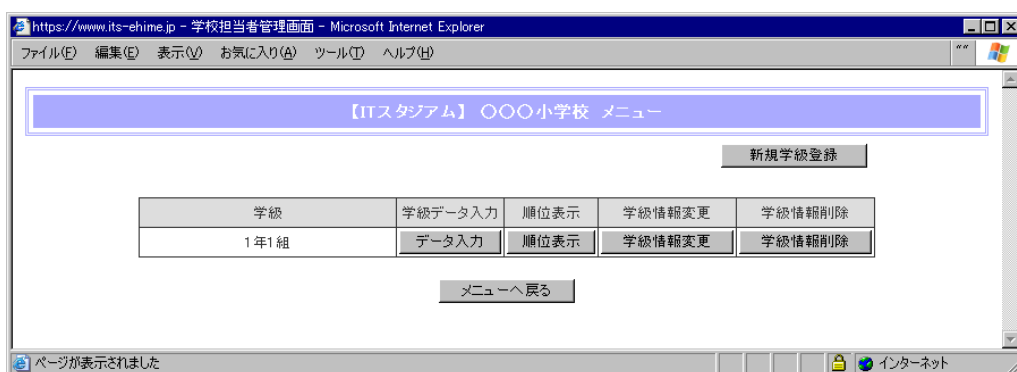 https://www.its-ehime.jp - 学校担当者管理画面 - Microsoft Internet Explorer
ファイル(F) 編集(E) 表示(V) お気に入り(A) ツール(T) ヘルプ(H)
【ITスタジアム】 〇〇〇小学校 メニュー
新規学級登録
学級 学級データ入力 順位表示 学級情報変更 学級情報削除
1年1組 データ入力 順位表示 学級情報変更 学級情報削除
メニューへ戻る
ページが表示されました インターネット